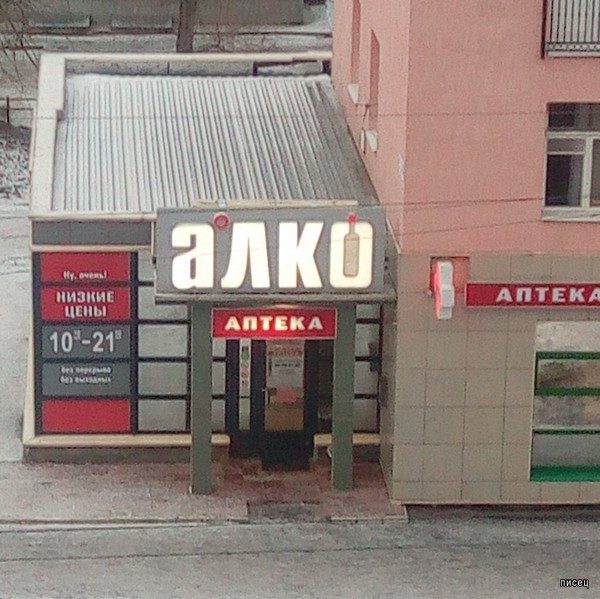 алко
АПТЕКА
Ну, очень!
НИЗКИЕ
ЦЕНЫ
10-21
без перерыва
без выходных
АПТЕКА
писец